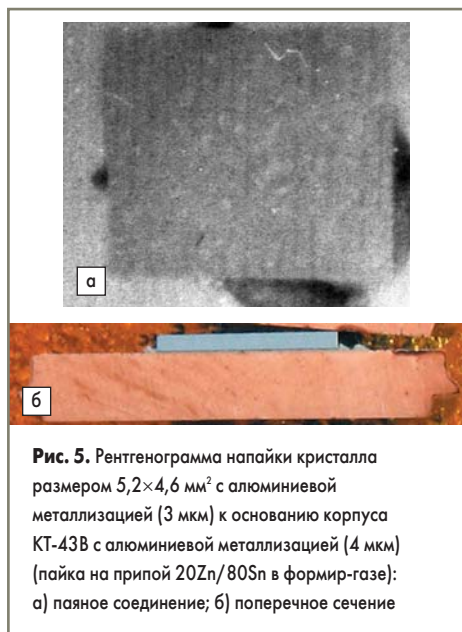 а
б
Рис. 5. Рентгенограмма напайки кристалла
размером 5,2×4,6 мм² с алюминиевой
металлизацией (3 мкм) к основанию корпуса
КТ-43В с алюминиевой металлизацией (4 мкм)
(пайка на припой 20Zn/80Sn в формир-газе):
а) паяное соединение; б) поперечное сечение